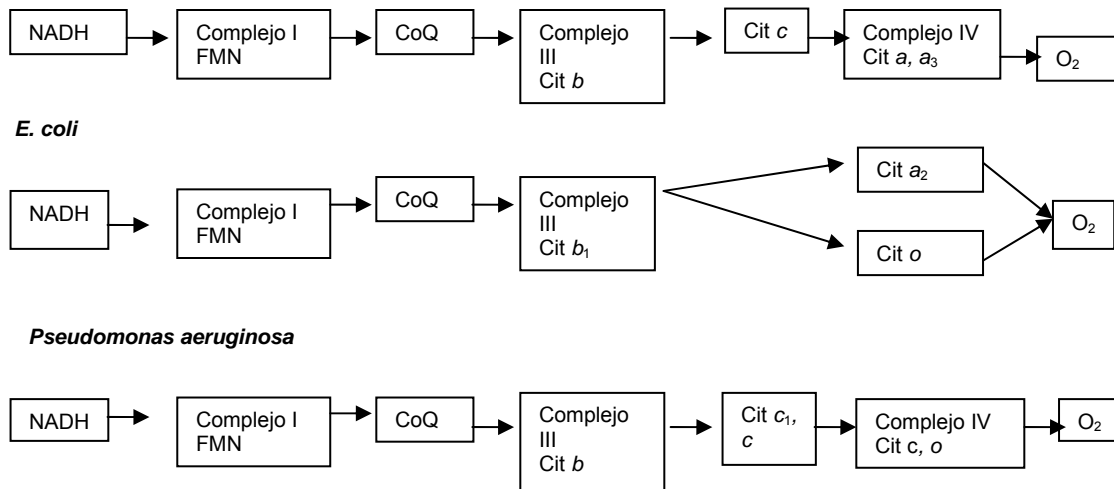 NADH
Complejo I
FMN
CoQ
Complejo
III
Cit b
Cit c
Complejo IV
Cit a, a₃
O₂
E. coli
NADH
Complejo I
FMN
CoQ
Complejo
III
Cit b₁
Cit a₂
Cit o
O₂
Pseudomonas aeruginosa
NADH
Complejo I
FMN
CoQ
Complejo
III
Cit b
Cit c₁,
c
Complejo IV
Cit c, o
O₂